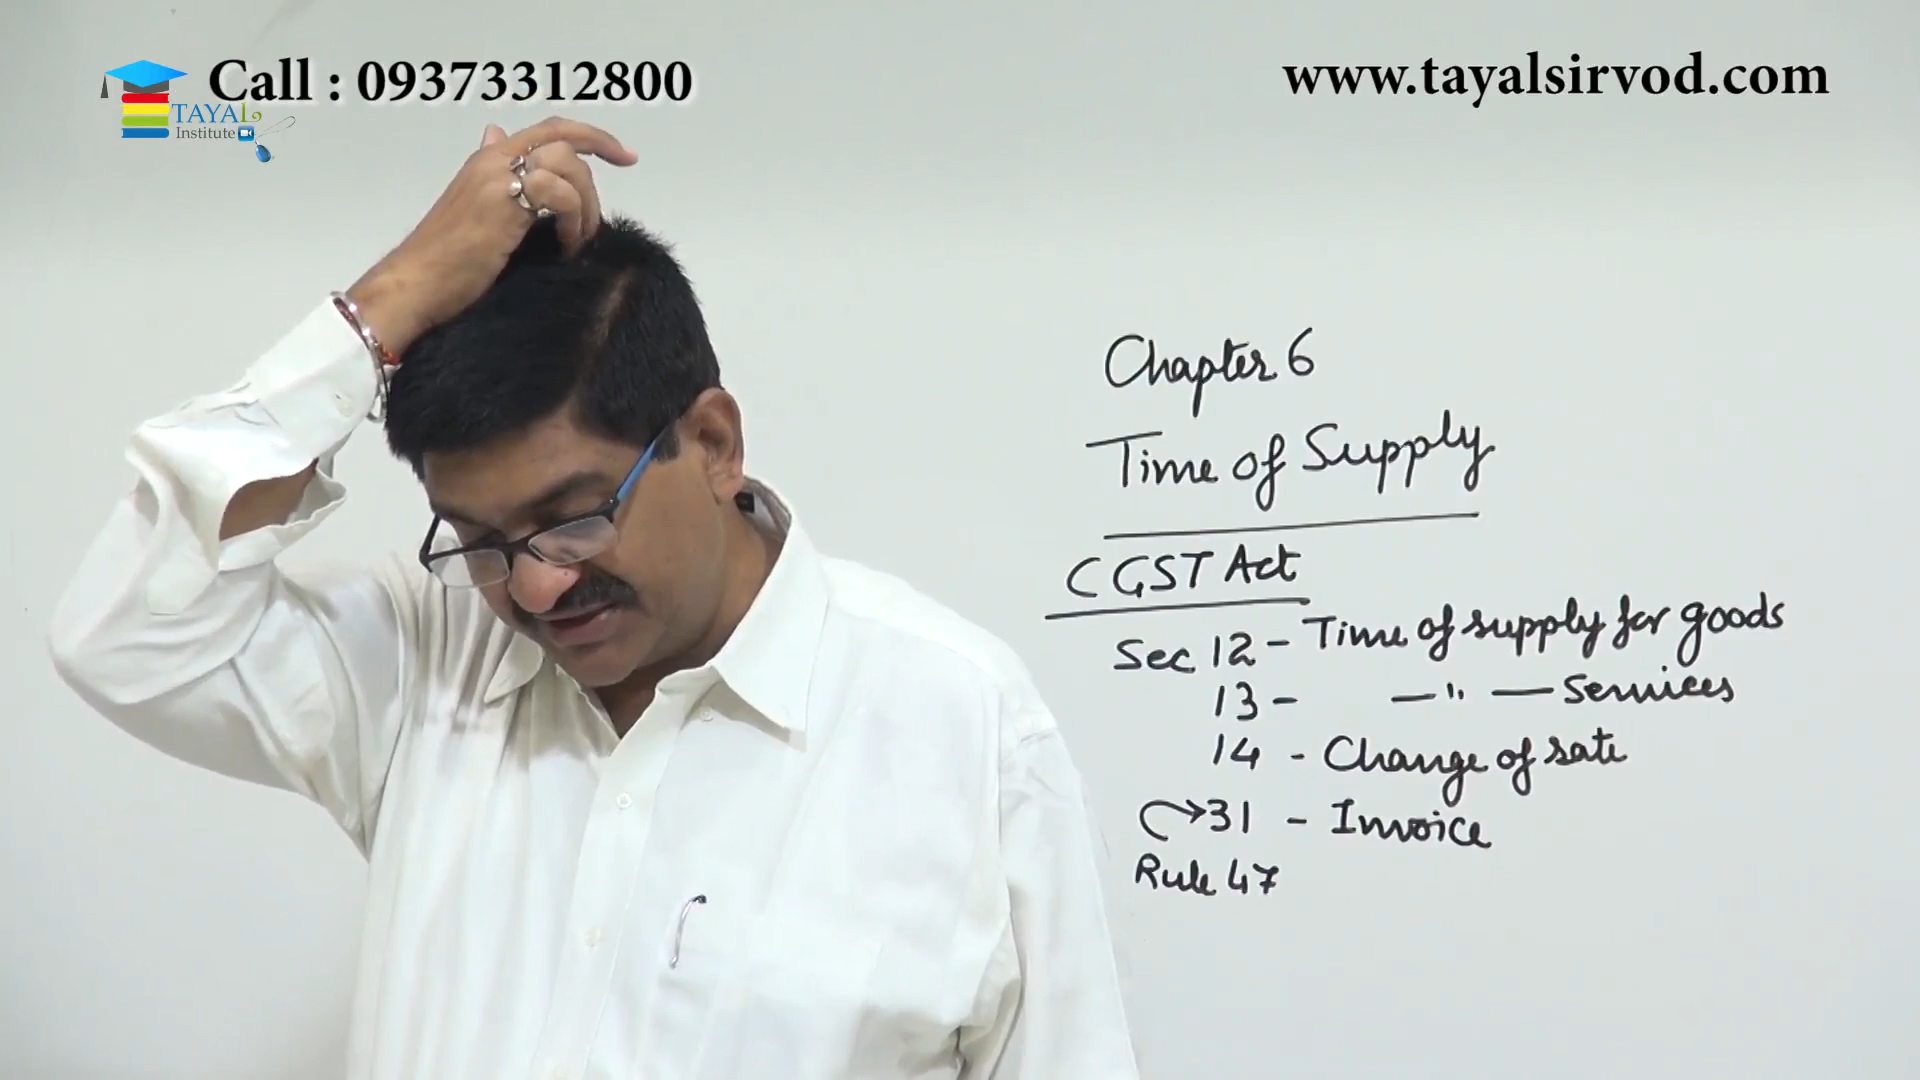 Call : 09373312800
www.tayalsirvod.com
TAYAL
Institute
Chapter 6
Time of Supply
CGST Act
Sec 12 - Time of supply for goods
13 - — " — Services
14 - Change of rate
31 - Invoice
Rule 47